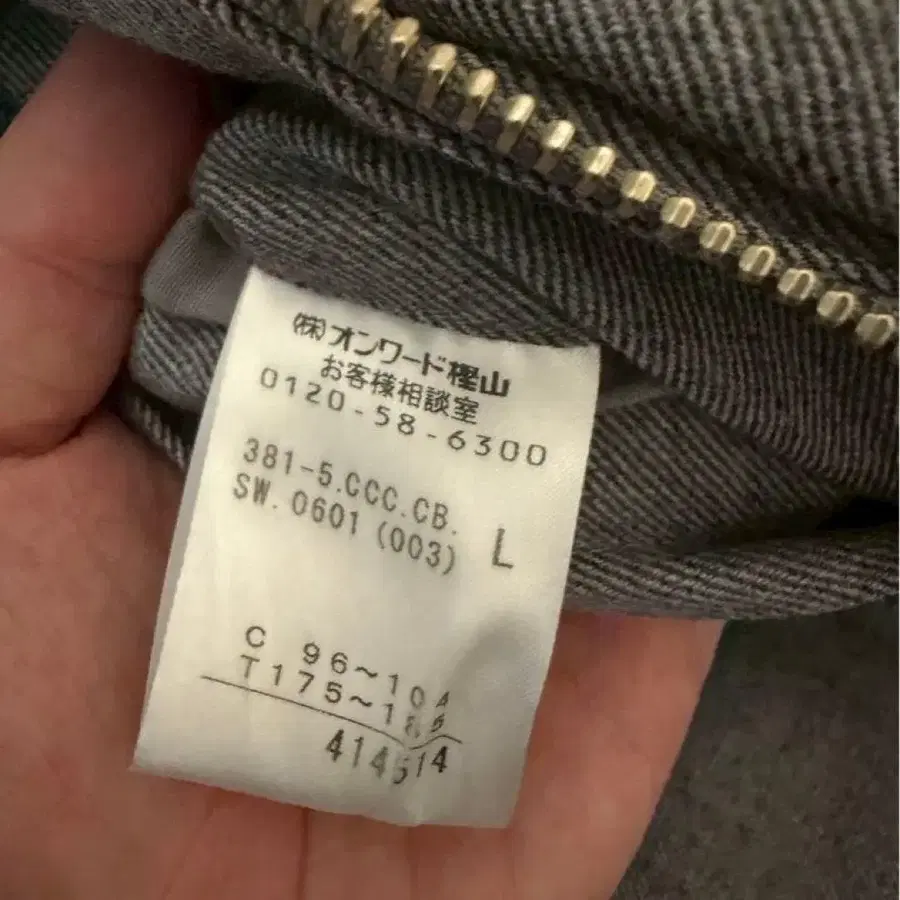 (株)オンワード樫山
お客様相談室
0120-58-6300
381-5.CCC.CB.
SW.0601(003) L
C 96~104
T175~185
414514